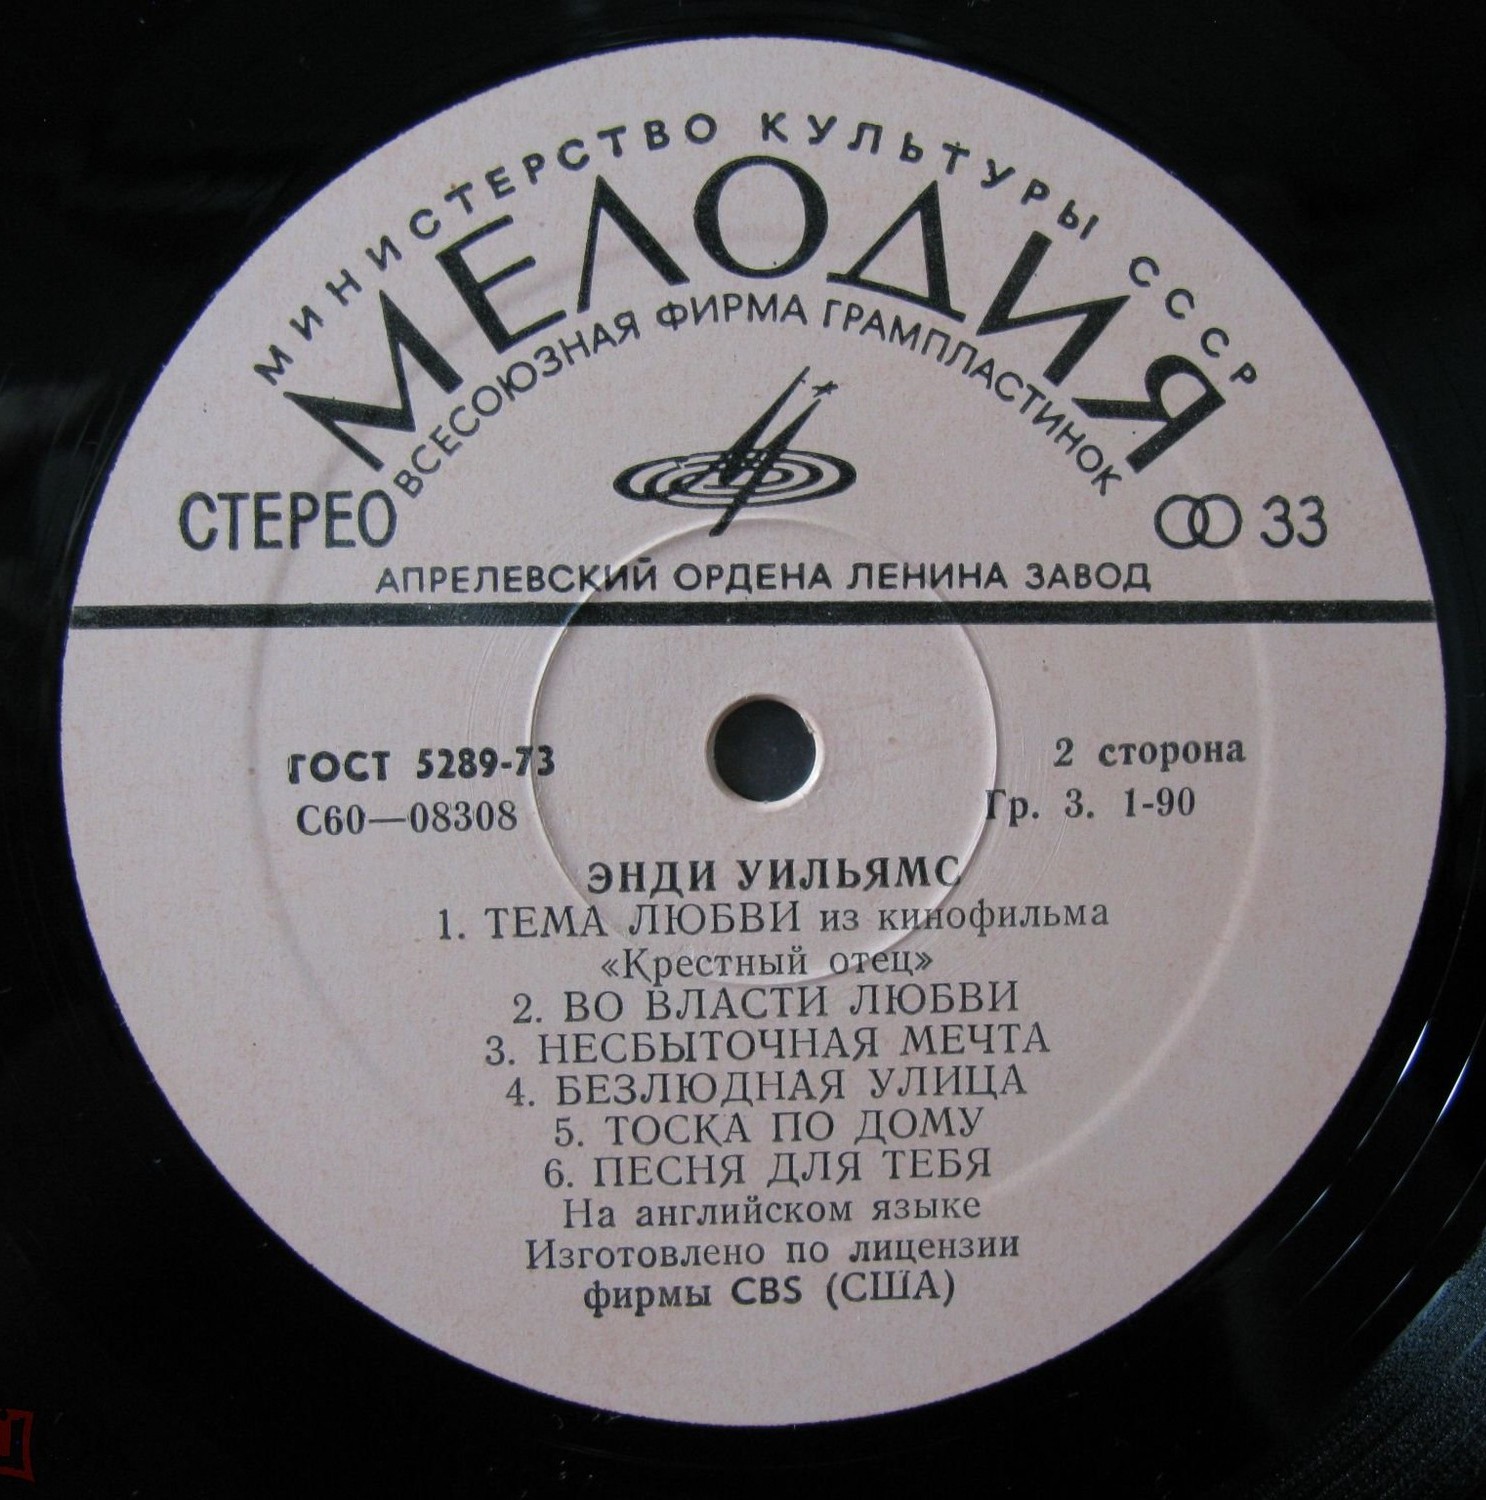 МИНИСТЕРСТВО КУЛЬТУРЫ СССР
МЕЛОДИЯ
ВСЕСОЮЗНАЯ ФИРМА ГРАМПЛАСТИНОК
СТЕРЕО
33
АПРЕЛЕВСКИЙ ОРДЕНА ЛЕНИНА ЗАВОД
ГОСТ 5289-73
2 сторона
С60—08308
Гр. 3. 1-90
ЭНДИ УИЛЬЯМС
1. ТЕМА ЛЮБВИ из кинофильма
«Крестный отец»
2. ВО ВЛАСТИ ЛЮБВИ
3. НЕСБЫТОЧНАЯ МЕЧТА
4. БЕЗЛЮДНАЯ УЛИЦА
5. ТОСКА ПО ДОМУ
6. ПЕСНЯ ДЛЯ ТЕБЯ
На английском языке
Изготовлено по лицензии
фирмы CBS (США)